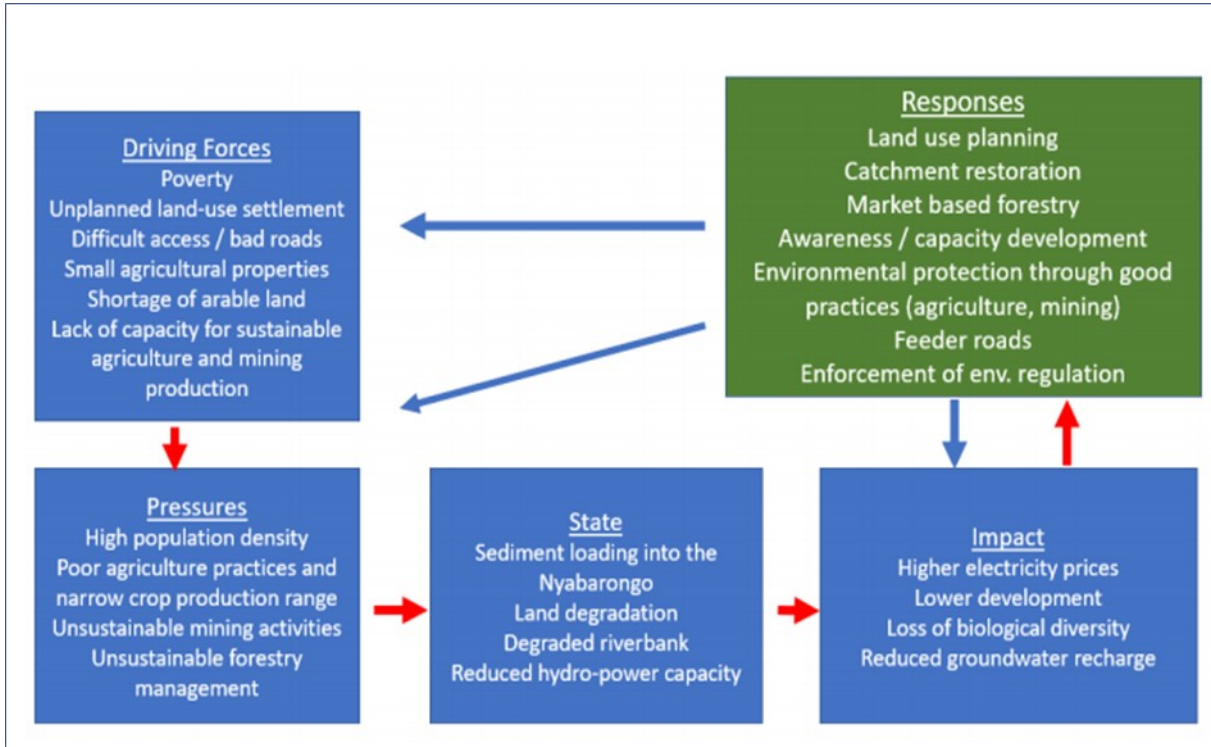 Driving Forces
Poverty
Unplanned land-use settlement
Difficult access / bad roads
Small agricultural properties
Shortage of arable land
Lack of capacity for sustainable
agriculture and mining
production
Responses
Land use planning
Catchment restoration
Market based forestry
Awareness / capacity development
Environmental protection through good
practices (agriculture, mining)
Feeder roads
Enforcement of env. regulation
Pressures
High population density
Poor agriculture practices and
narrow crop production range
Unsustainable mining activities
Unsustainable forestry
management
State
Sediment loading into the
Nyabarongo
Land degradation
Degraded riverbank
Reduced hydro-power capacity
Impact
Higher electricity prices
Lower development
Loss of biological diversity
Reduced groundwater recharge